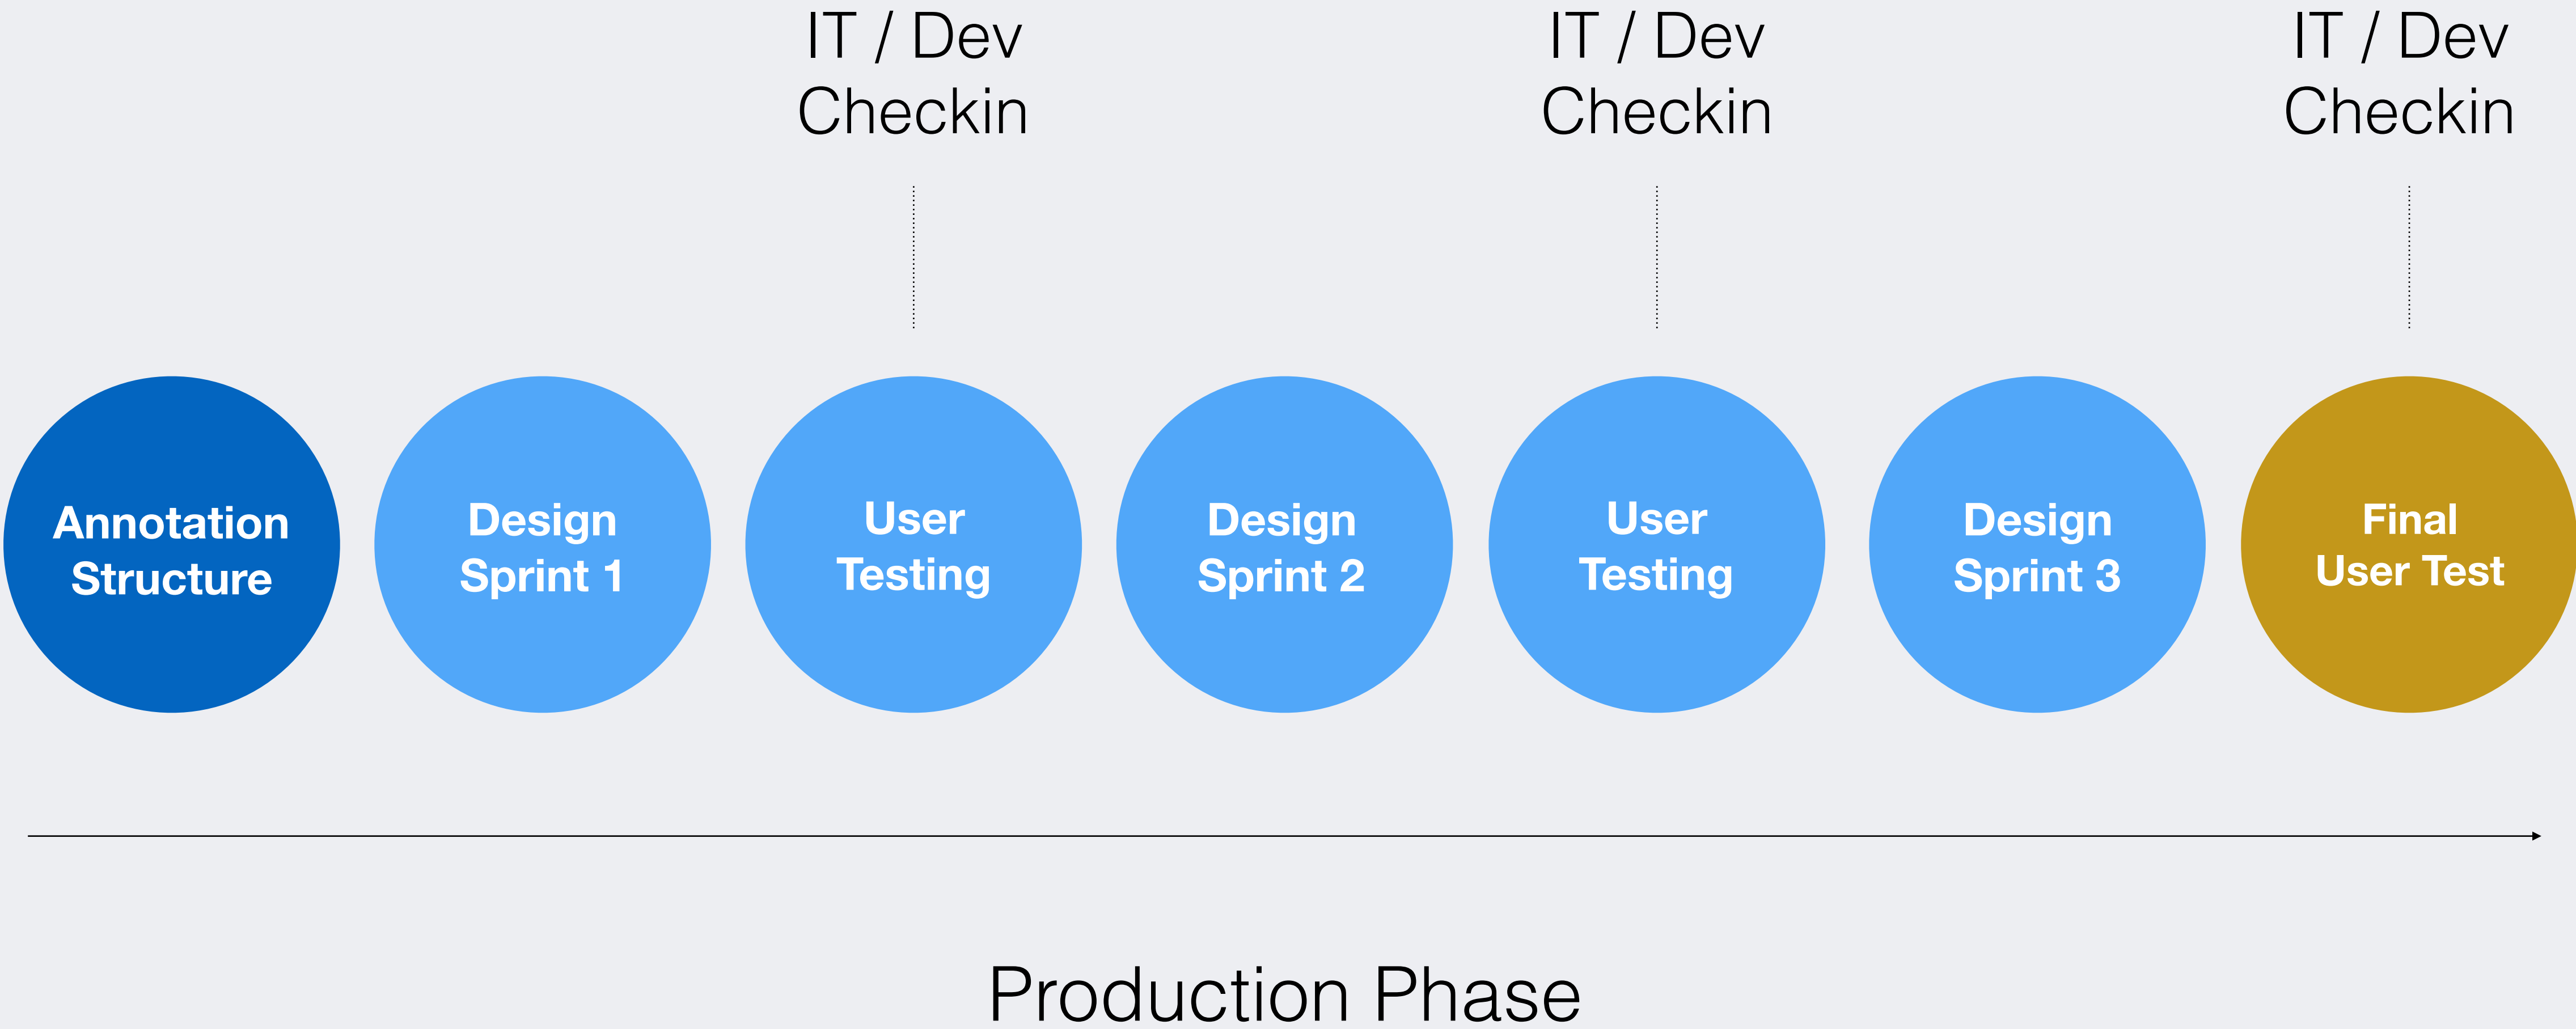 IT / Dev
Checkin
IT / Dev
Checkin
IT / Dev
Checkin
Annotation
Structure
Design
Sprint 1
User
Testing
Design
Sprint 2
User
Testing
Design
Sprint 3
Final
User Test
Production Phase